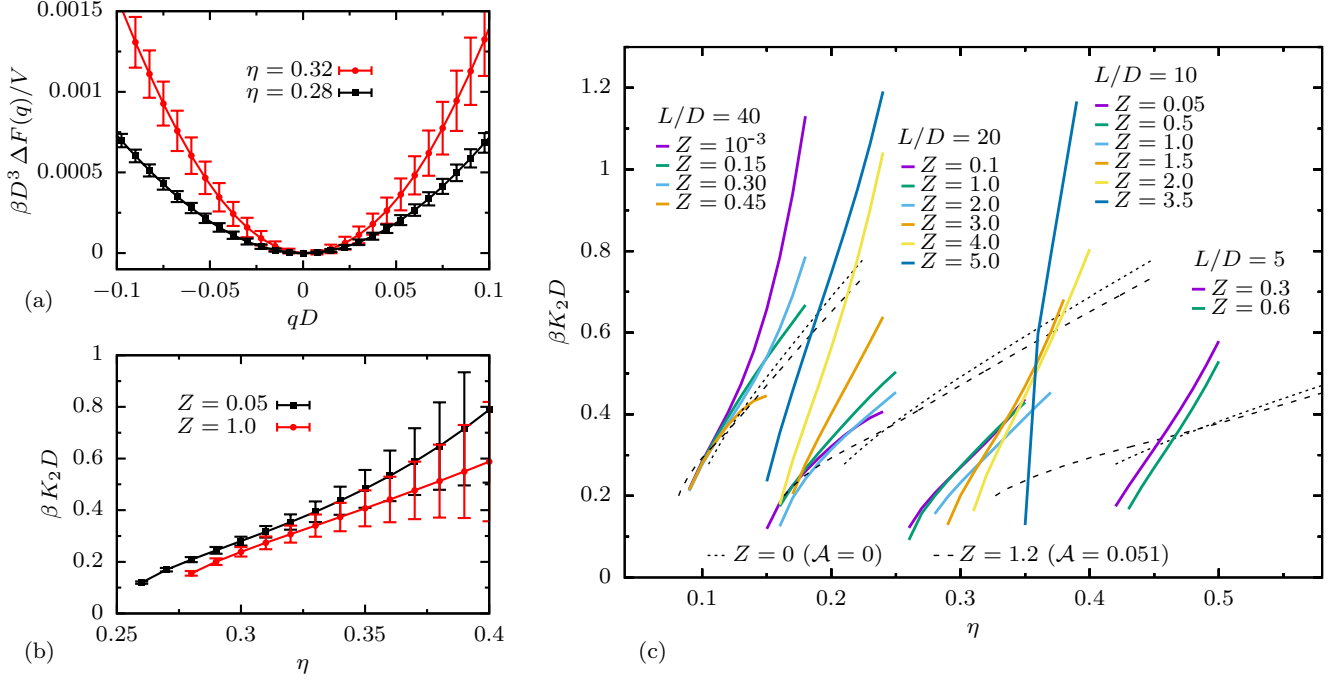 0.0015
0.001
0.0005
0
βD³ ΔF(q)/V
η = 0.32
η = 0.28
−0.1
−0.05
0
0.05
0.1
qD
(a)
1
0.8
0.6
0.4
0.2
0
βK₂D
Z = 0.05
Z = 1.0
0.25
0.3
0.35
0.4
η
(b)
1.2
1
0.8
0.6
0.4
0.2
0
βK₂D
L/D = 40
Z = 10⁻³
Z = 0.15
Z = 0.30
Z = 0.45
L/D = 20
Z = 0.1
Z = 1.0
Z = 2.0
Z = 3.0
Z = 4.0
Z = 5.0
L/D = 10
Z = 0.05
Z = 0.5
Z = 1.0
Z = 1.5
Z = 2.0
Z = 3.5
L/D = 5
Z = 0.3
Z = 0.6
Z = 0 (𝒜 = 0)
Z = 1.2 (𝒜 = 0.051)
0.1
0.2
0.3
0.4
0.5
η
(c)